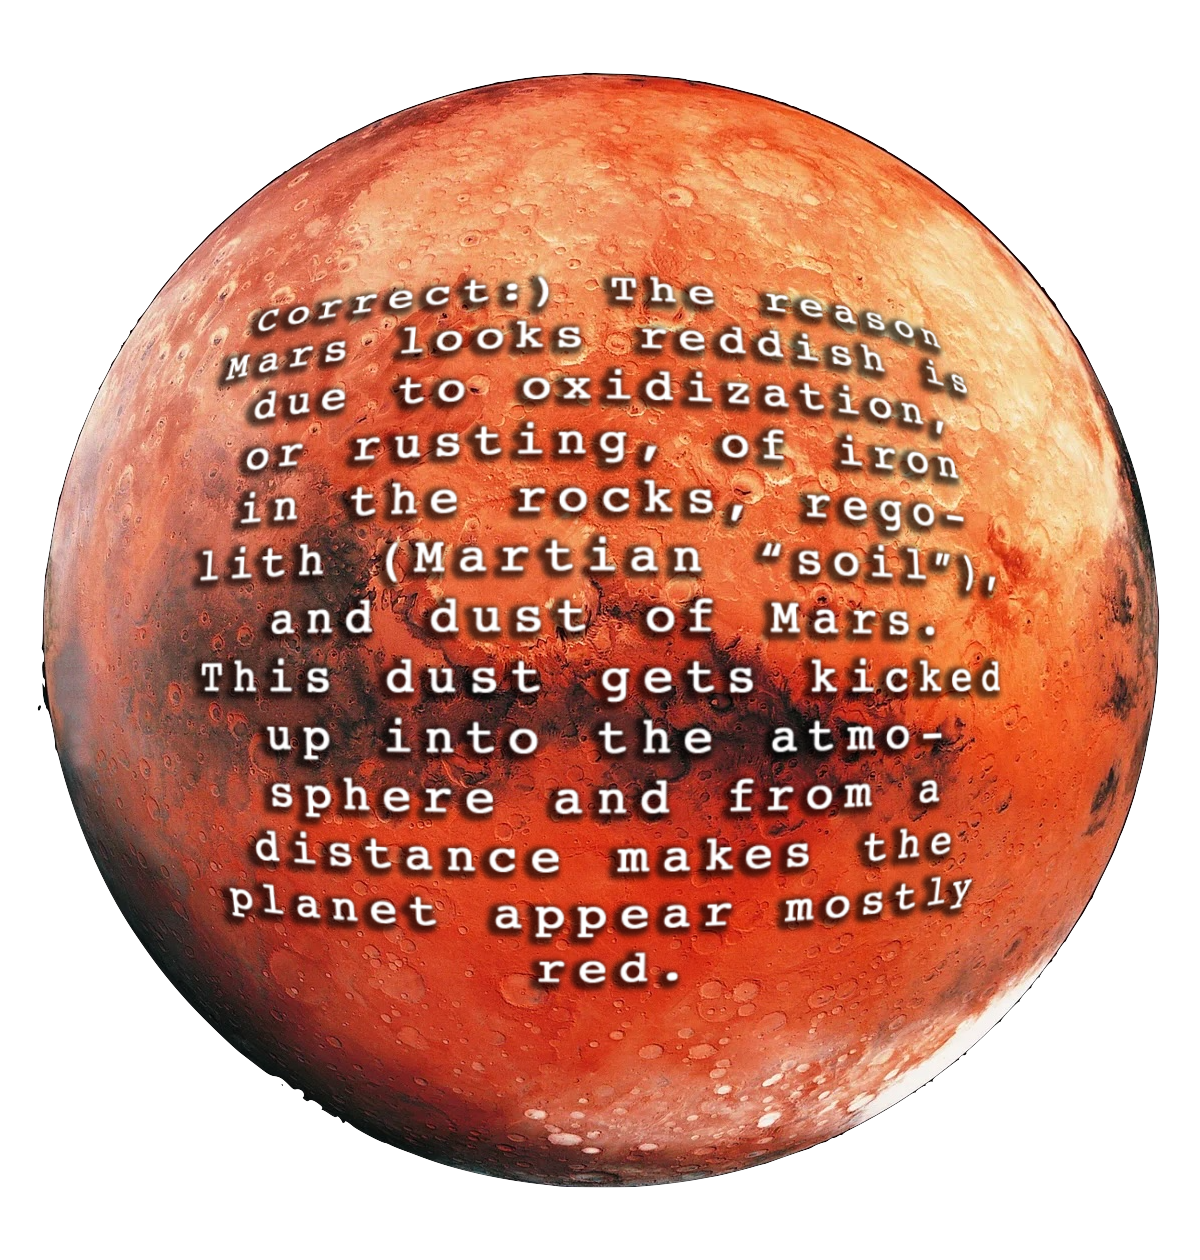 Correct:) The reason
Mars looks reddish is
due to oxidization,
or rusting, of iron
in the rocks, rego-
lith (Martian “soil”),
and dust of Mars.
This dust gets kicked
up into the atmo-
sphere and from a
distance makes the
planet appear mostly
red.